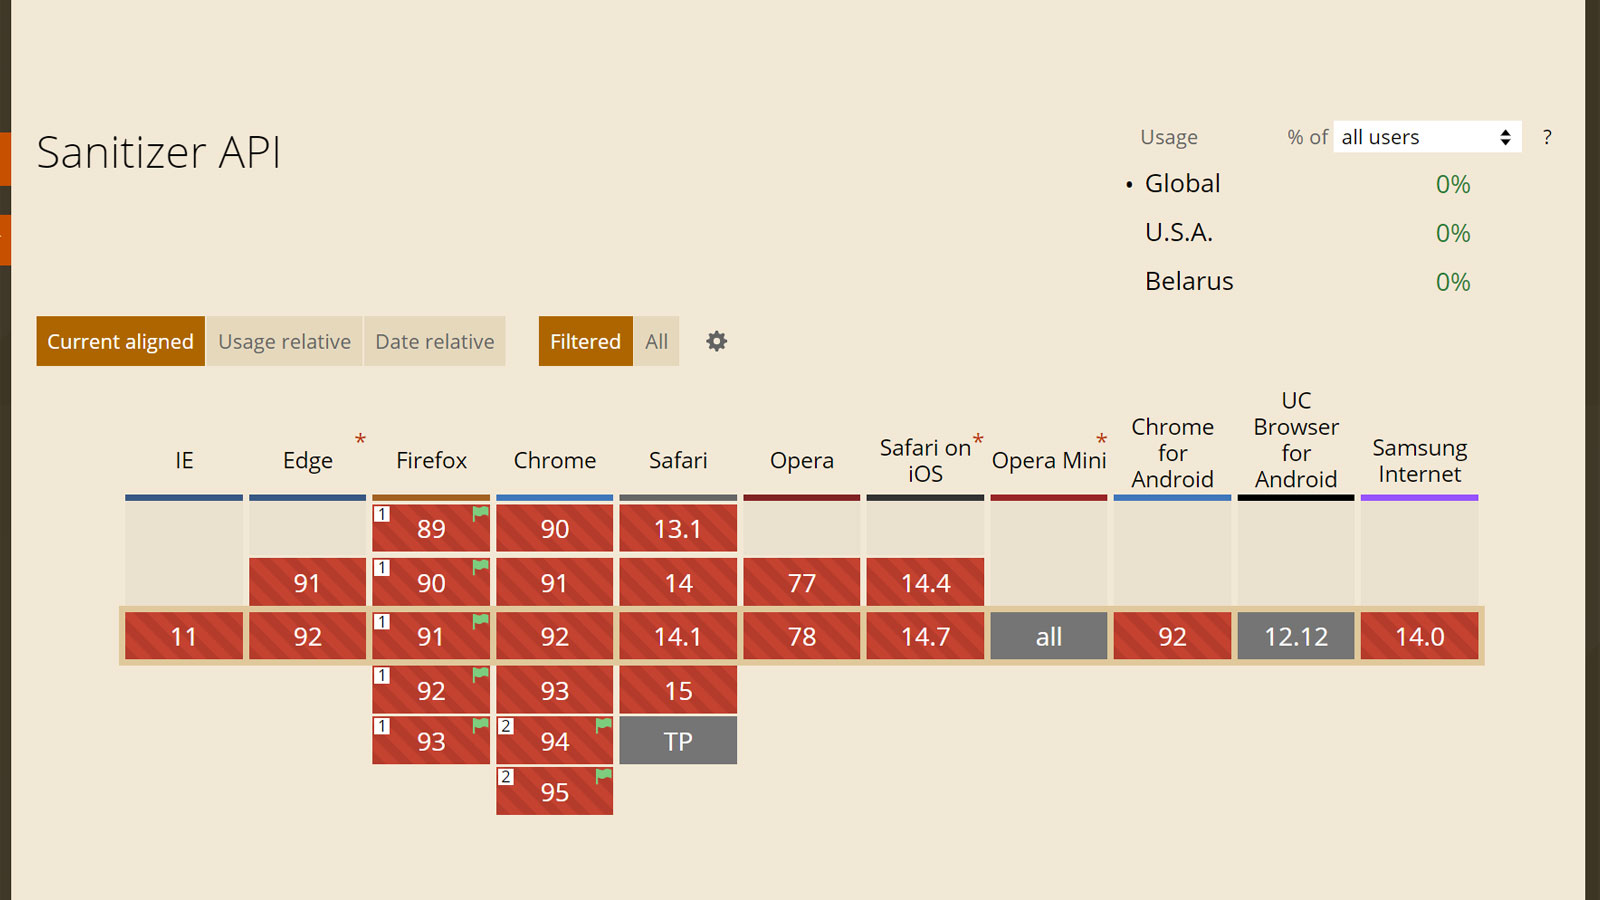 Sanitizer API
Usage % of all users ?
• Global 0%
U.S.A. 0%
Belarus 0%
Current aligned Usage relative Date relative Filtered All
IE
Edge *
Firefox
Chrome
Safari
Opera
Safari on *
iOS
Opera Mini *
Chrome
for
Android
UC
Browser
for
Android
Samsung
Internet
1 89 90 13.1
91 1 90 91 14 77 14.4
11 92 1 91 92 14.1 78 14.7 all 92 12.12 14.0
1 92 93 15
1 93 2 94 TP
2 95